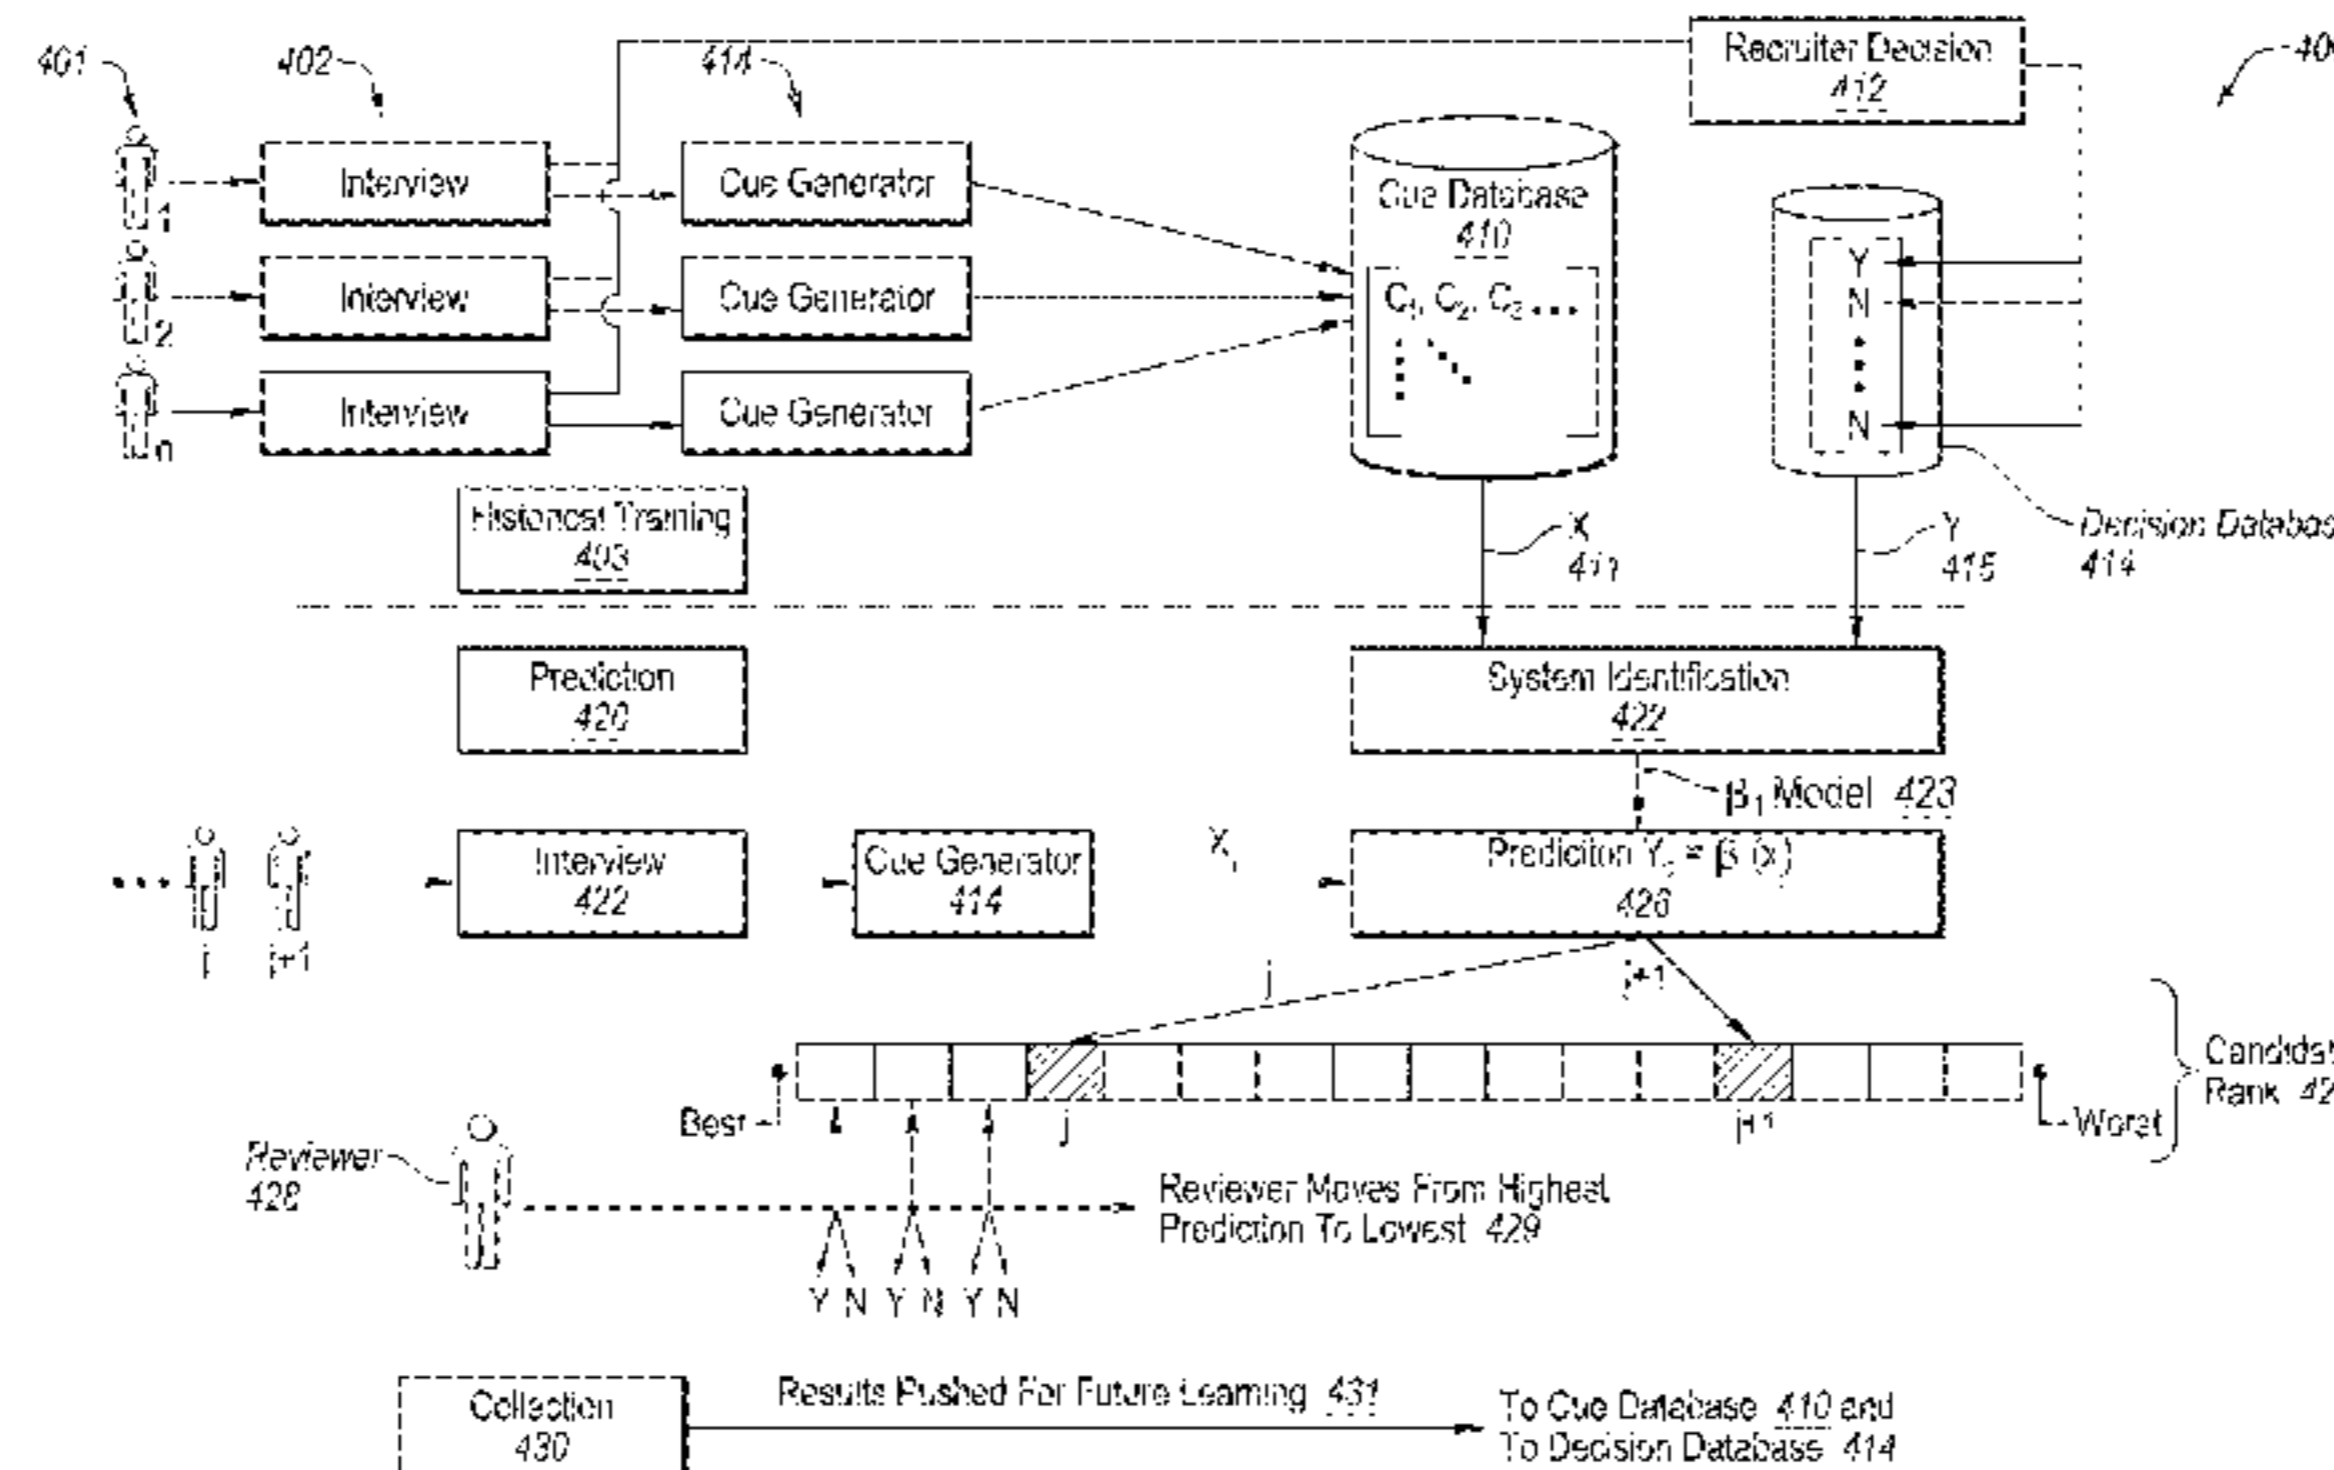 401
402
414
Recruiter Decision
412
Interview
Cue Generator
1
Cue Database
410
Y
Interview
Cue Generator
C1, C2, C3 ...
N
2
Interview
Cue Generator
N
n
Historical Training
403
X
411
Y
415
Decision Databas
414
Prediction
420
System Identification
422
β1 Model 423
Interview
422
Cue Generator
414
X
Prediciton Y = β (x)
426
j
j+1
j
j+1
Best
j
j+1
Worst
Candidat
Rank 42
Reviewer
428
Reviewer Moves From Highest
Prediction To Lowest 429
Y N Y N Y N
Collection
430
Results Pushed For Future Learning 431
To Cue Database 410 and
To Decision Database 414